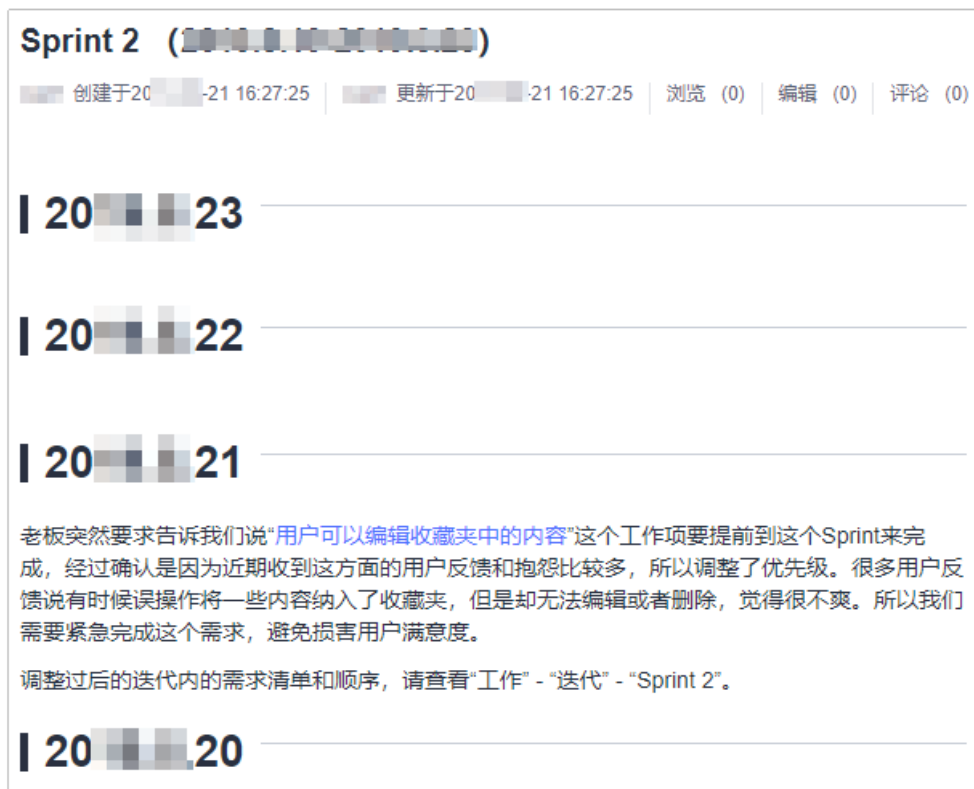 Sprint 2 （）
创建于20 -21 16:27:25 更新于20 -21 16:27:25 浏览 (0) 编辑 (0) 评论 (0)
20 23
20 22
20 21
老板突然要求告诉我们说“用户可以编辑收藏夹中的内容”这个工作项要提前到这个Sprint来完
成，经过确认是因为近期收到这方面的用户反馈和抱怨比较多，所以调整了优先级。很多用户反
馈说有时候误操作将一些内容纳入了收藏夹，但是却无法编辑或者删除，觉得很不爽。所以我们
需要紧急完成这个需求，避免损害用户满意度。
调整过后的迭代内的需求清单和顺序，请查看“工作” - “迭代” - “Sprint 2”。
20 .20